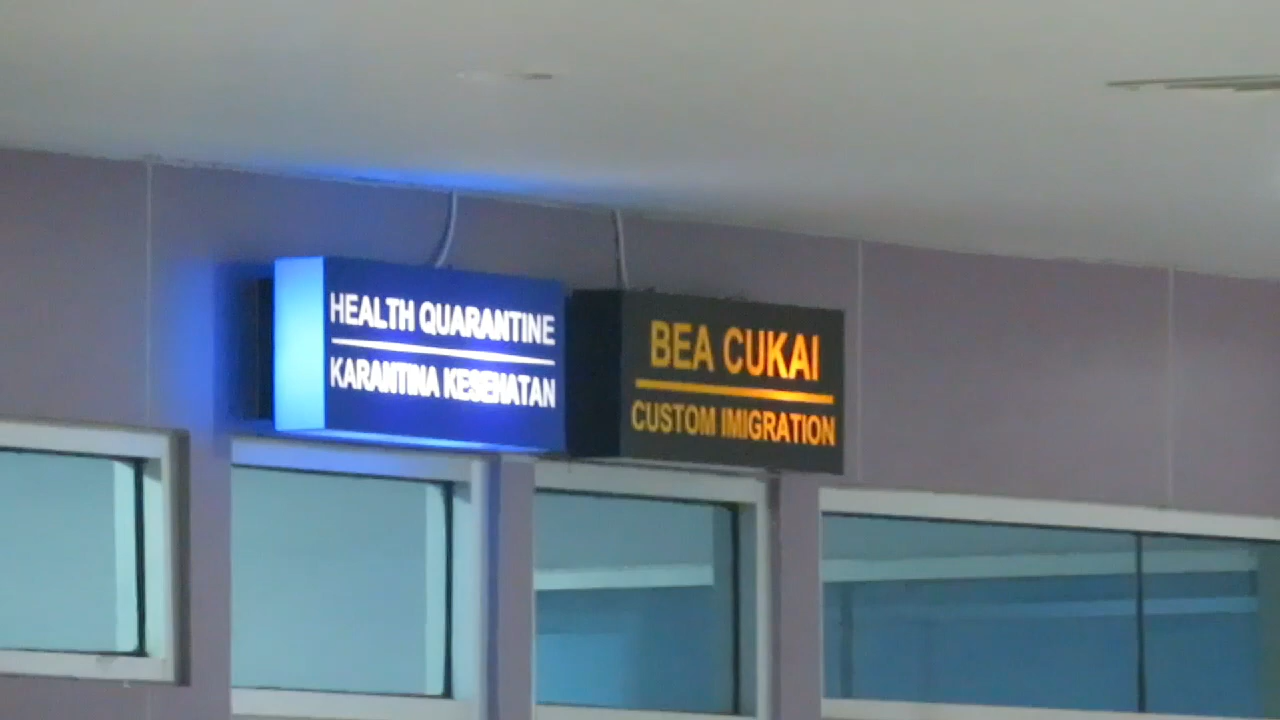 HEALTH QUARANTINE
KARANTINA KESEHATAN
BEA CUKAI
CUSTOM IMIGRATION